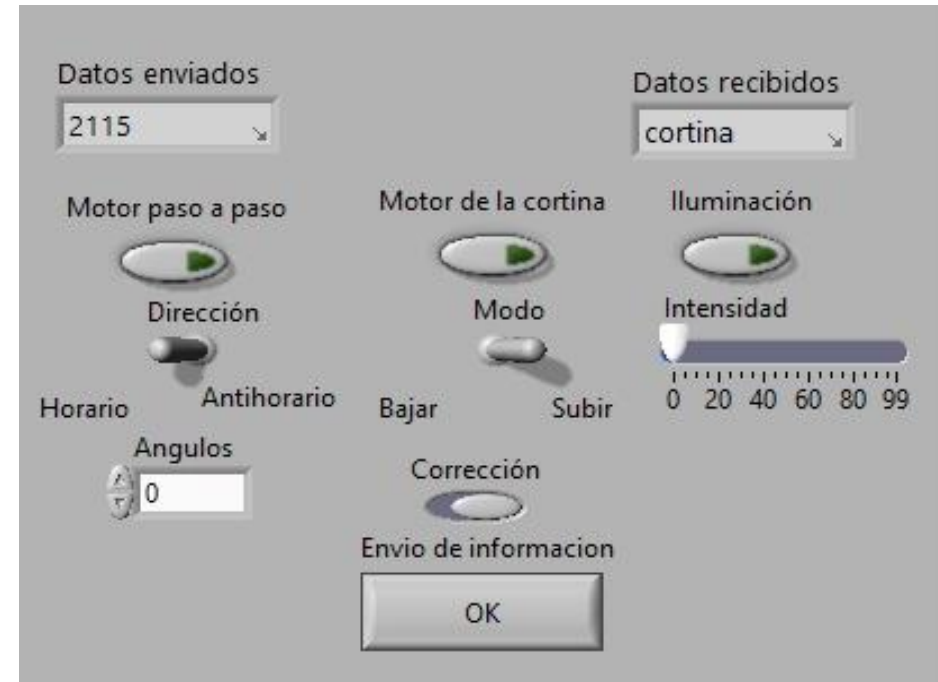 Datos enviados
2115
Datos recibidos
cortina
Motor paso a paso
Motor de la cortina
Iluminación
Dirección
Horario
Antihorario
Modo
Bajar
Subir
Intensidad
0 20 40 60 80 99
Angulos
0
Corrección
Envio de informacion
OK